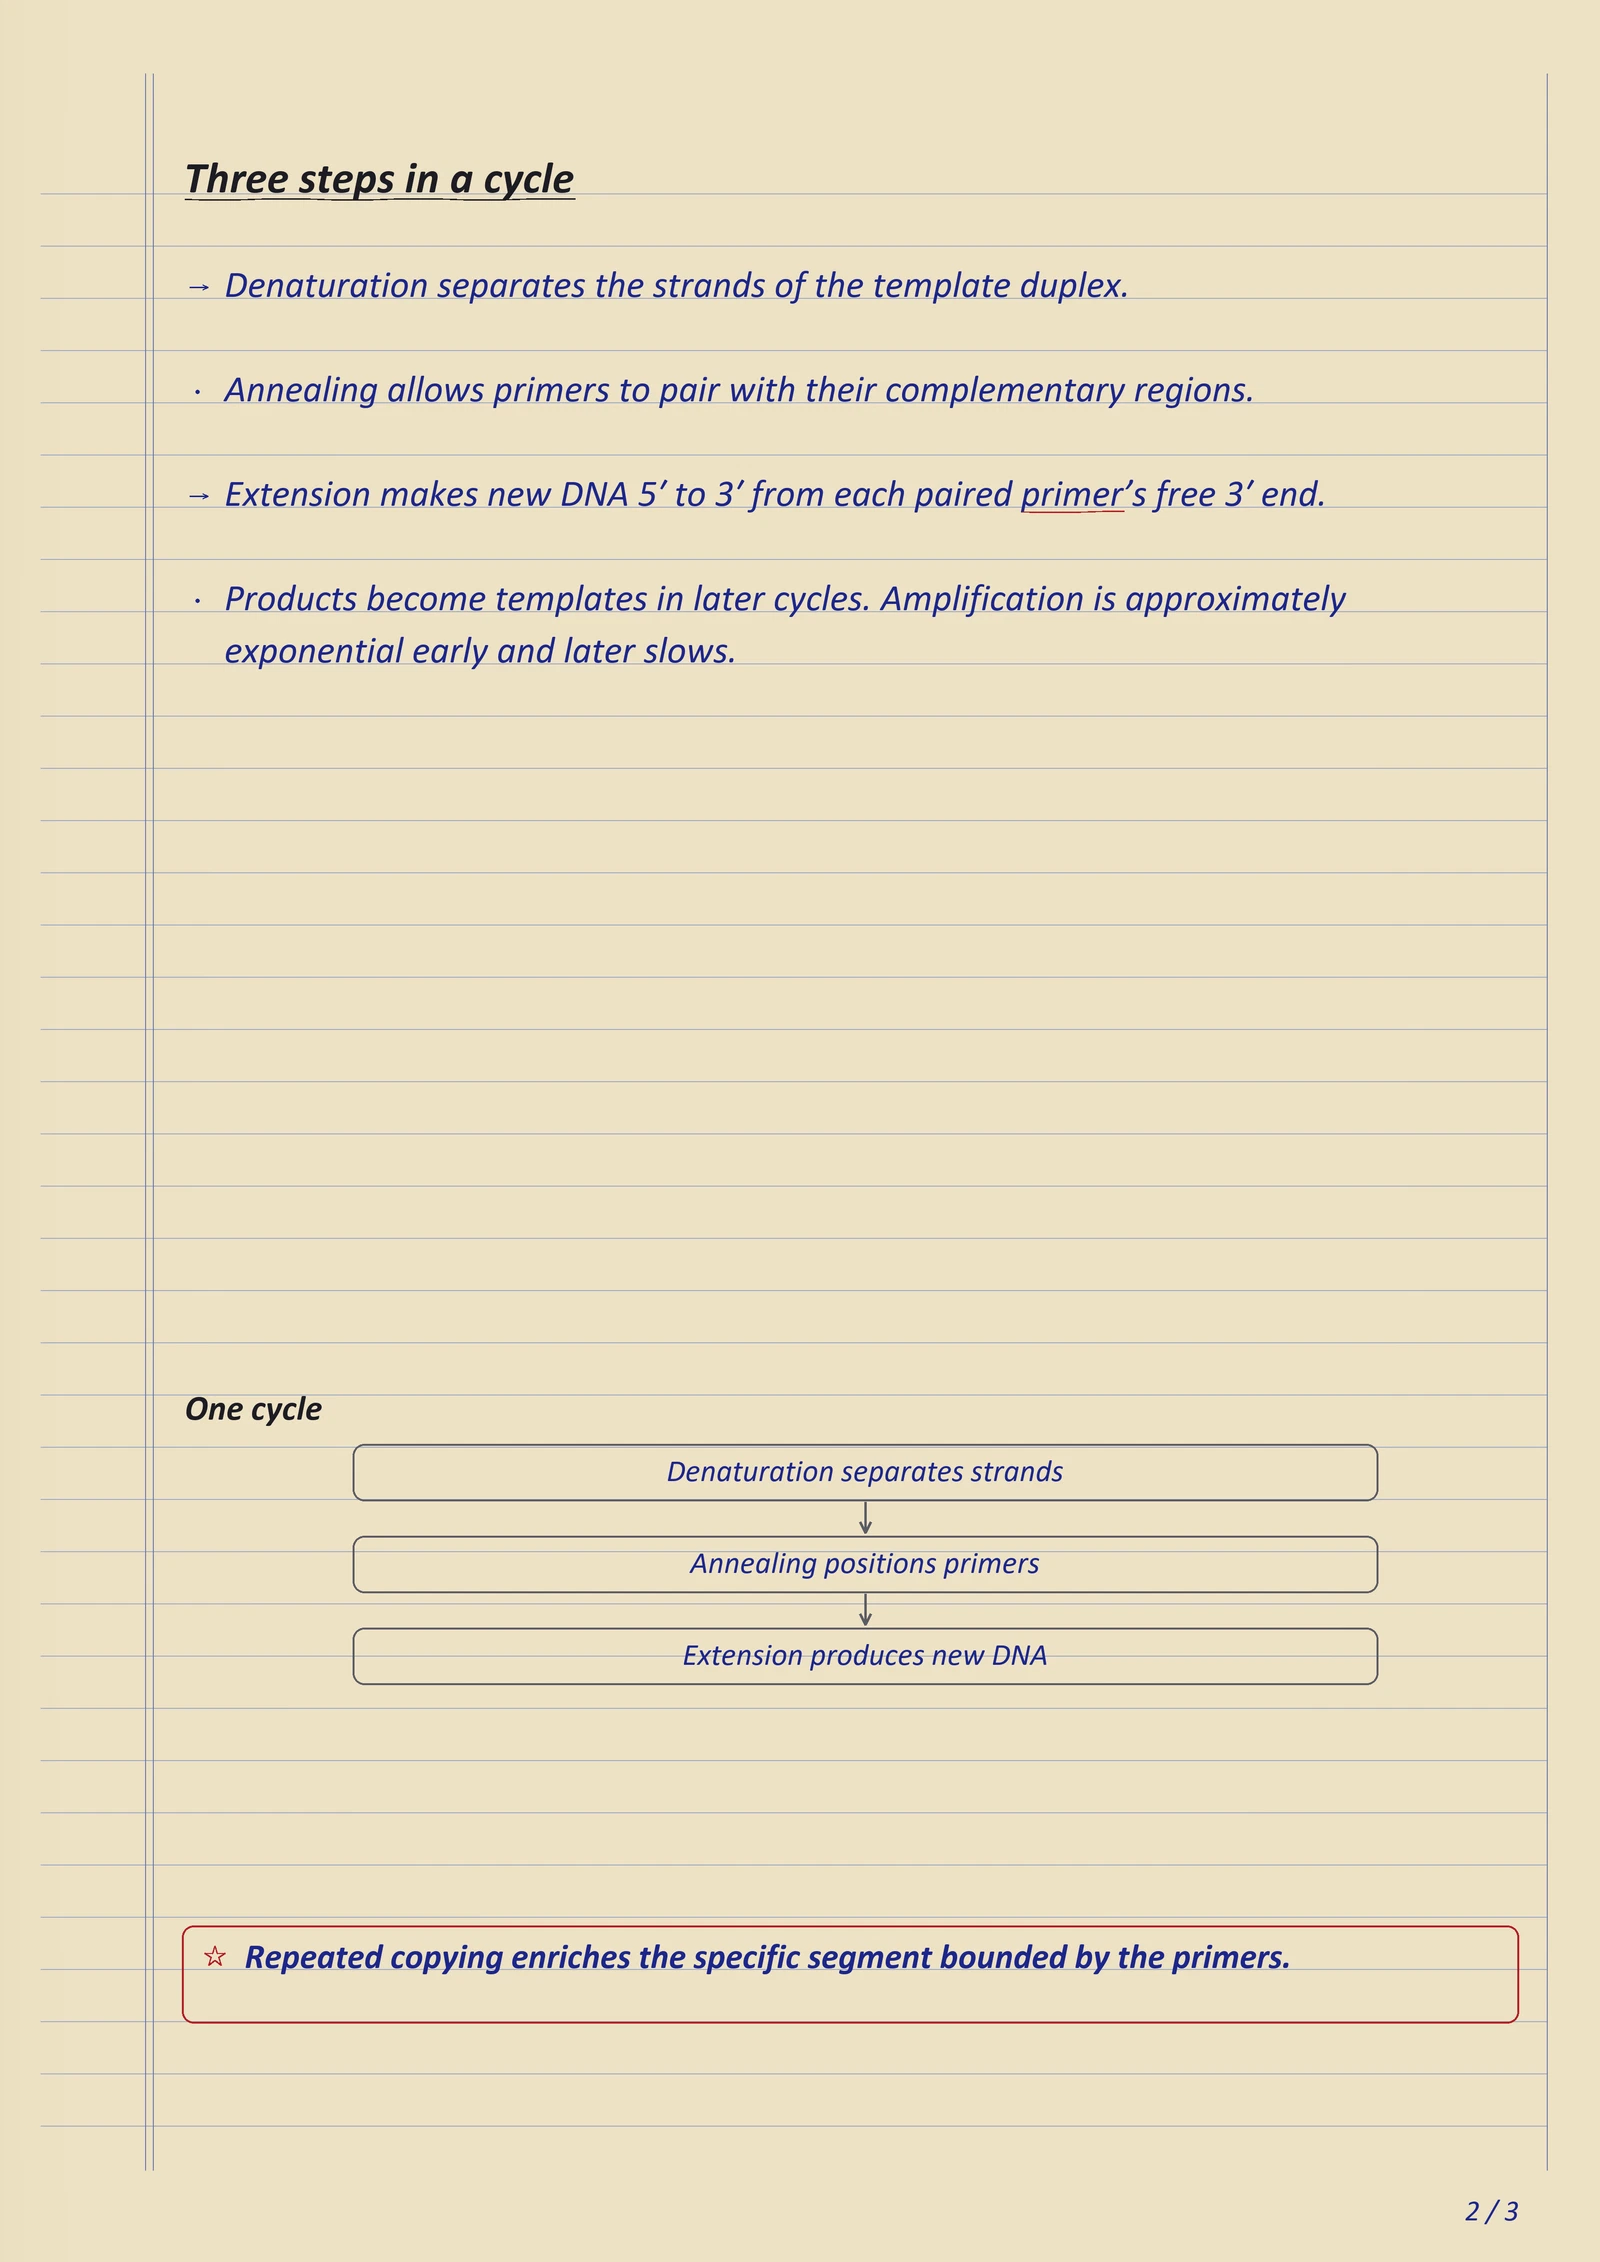 Three steps in a cycle
→ Denaturation separates the strands of the template duplex.
· Annealing allows primers to pair with their complementary regions.
→ Extension makes new DNA 5′ to 3′ from each paired primer’s free 3′ end.
· Products become templates in later cycles. Amplification is approximately
exponential early and later slows.
One cycle
Denaturation separates strands
Annealing positions primers
Extension produces new DNA
☆ Repeated copying enriches the specific segment bounded by the primers.
2 / 3